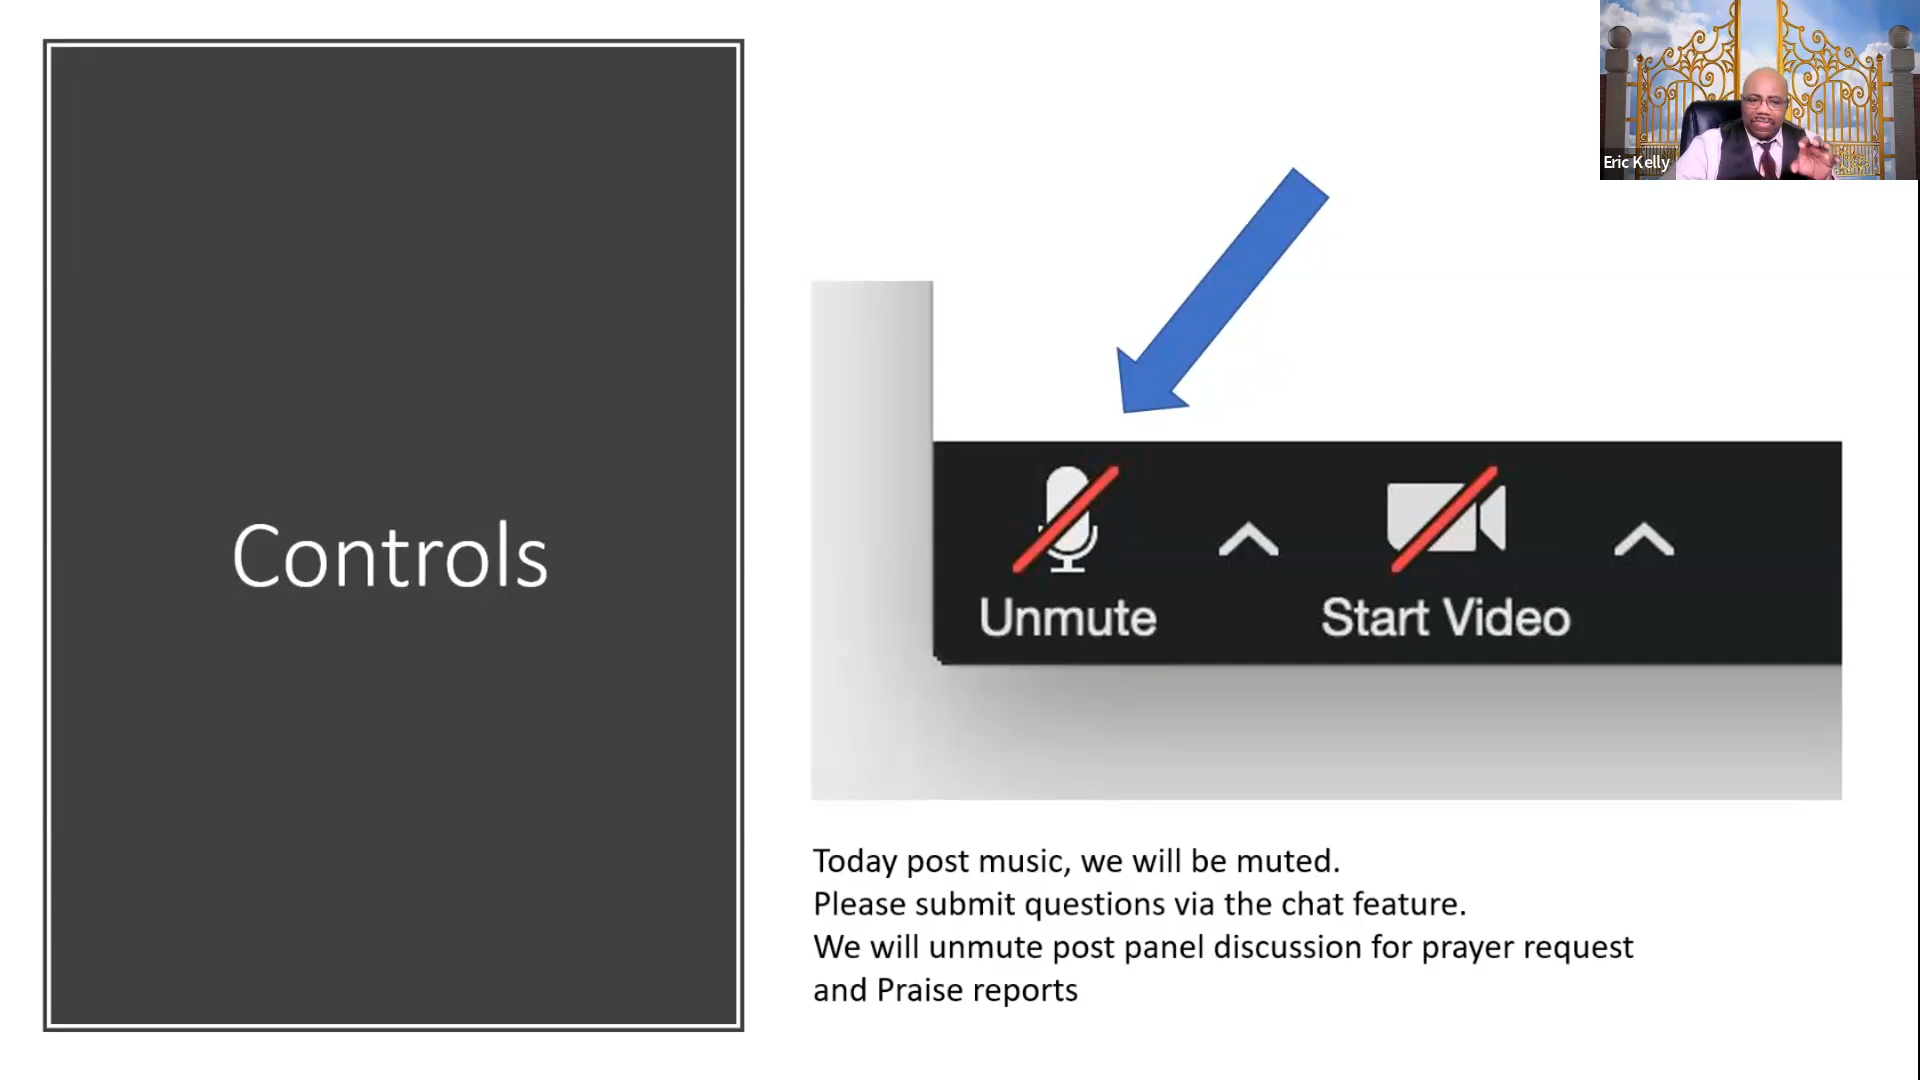 Eric Kelly
Controls
Unmute
Start Video
Today post music, we will be muted.
Please submit questions via the chat feature.
We will unmute post panel discussion for prayer request
and Praise reports